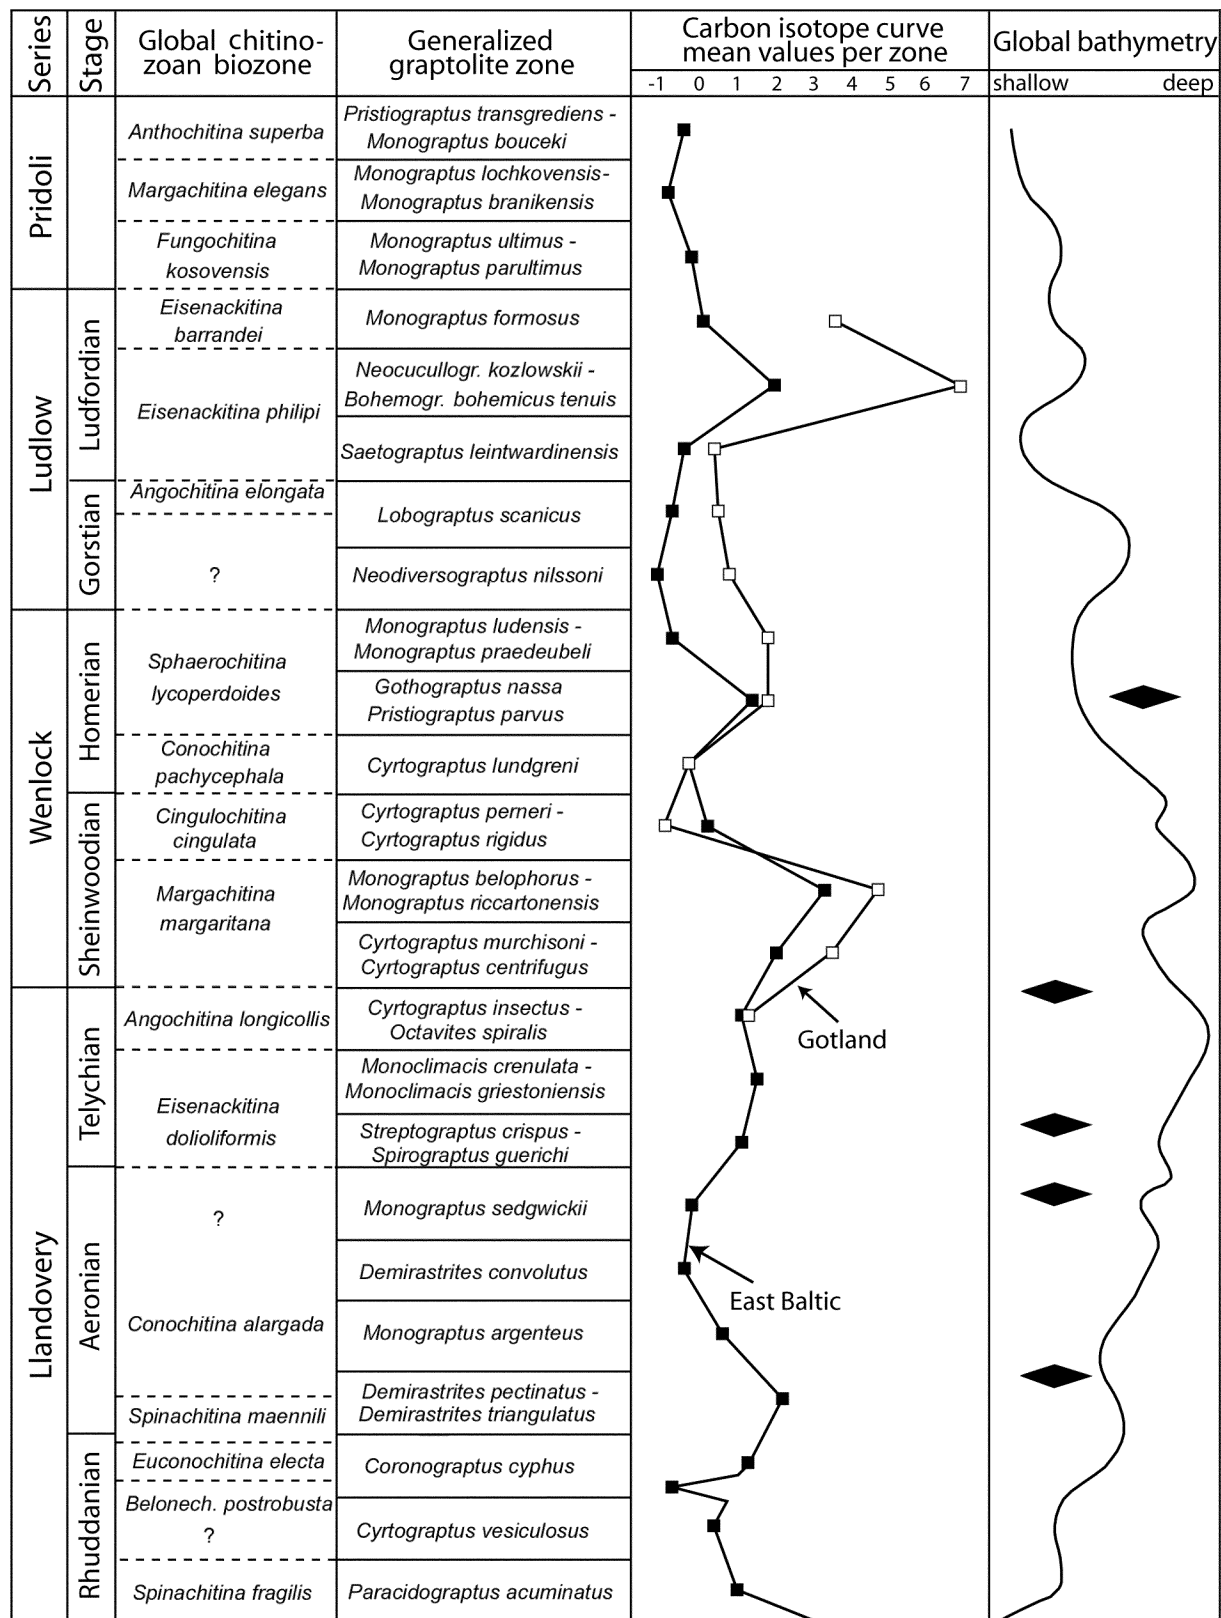 Series
Stage
Global chitino-
zoan biozone
Generalized
graptolite zone
Carbon isotope curve
mean values per zone
-1 0 1 2 3 4 5 6 7
Global bathymetry
shallow deep
Pridoli
Anthochitina superba
Pristiograptus transgrediens -
Monograptus bouceki
Margachitina elegans
Monograptus lochkovensis-
Monograptus branikensis
Fungochitina
kosovensis
Monograptus ultimus -
Monograptus parultimus
Ludlow
Ludfordian
Eisenackitina
barrandei
Monograptus formosus
Eisenackitina philipi
Neocucullogr. kozlowskii -
Bohemogr. bohemicus tenuis
Saetograptus leintwardinensis
Gorstian
Angochitina elongata
Lobograptus scanicus
?
Neodiversograptus nilssoni
Wenlock
Homerian
Sphaerochitina
lycoperdoides
Monograptus ludensis -
Monograptus praedeubeli
Gothograptus nassa
Pristiograptus parvus
Conochitina
pachycephala
Cyrtograptus lundgreni
Sheinwoodian
Cingulochitina
cingulata
Cyrtograptus perneri -
Cyrtograptus rigidus
Margachitina
margaritana
Monograptus belophorus -
Monograptus riccartonensis
Cyrtograptus murchisoni -
Cyrtograptus centrifugus
Llandovery
Telychian
Angochitina longicollis
Cyrtograptus insectus -
Octavites spiralis
Gotland
Eisenackitina
dolioliformis
Monoclimacis crenulata -
Monoclimacis griestoniensis
Streptograptus crispus -
Spirograptus guerichi
Aeronian
?
Monograptus sedgwickii
Demirastrites convolutus
East Baltic
Conochitina alargada
Monograptus argenteus
Demirastrites pectinatus -
Demirastrites triangulatus
Spinachitina maennili
Rhuddanian
Euconochitina electa
Coronograptus cyphus
Belonech. postrobusta
?
Cyrtograptus vesiculosus
Spinachitina fragilis
Paracidograptus acuminatus